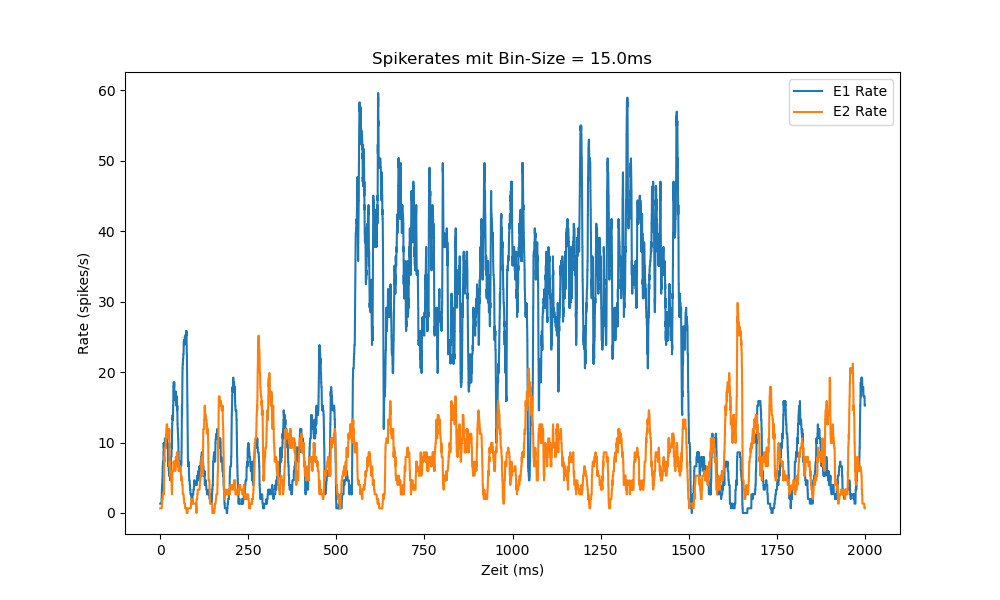 Spikerates mit Bin-Size = 15.0ms
E1 Rate
E2 Rate
Rate (spikes/s)
60
50
40
30
20
10
0
0 250 500 750 1000 1250 1500 1750 2000
Zeit (ms)